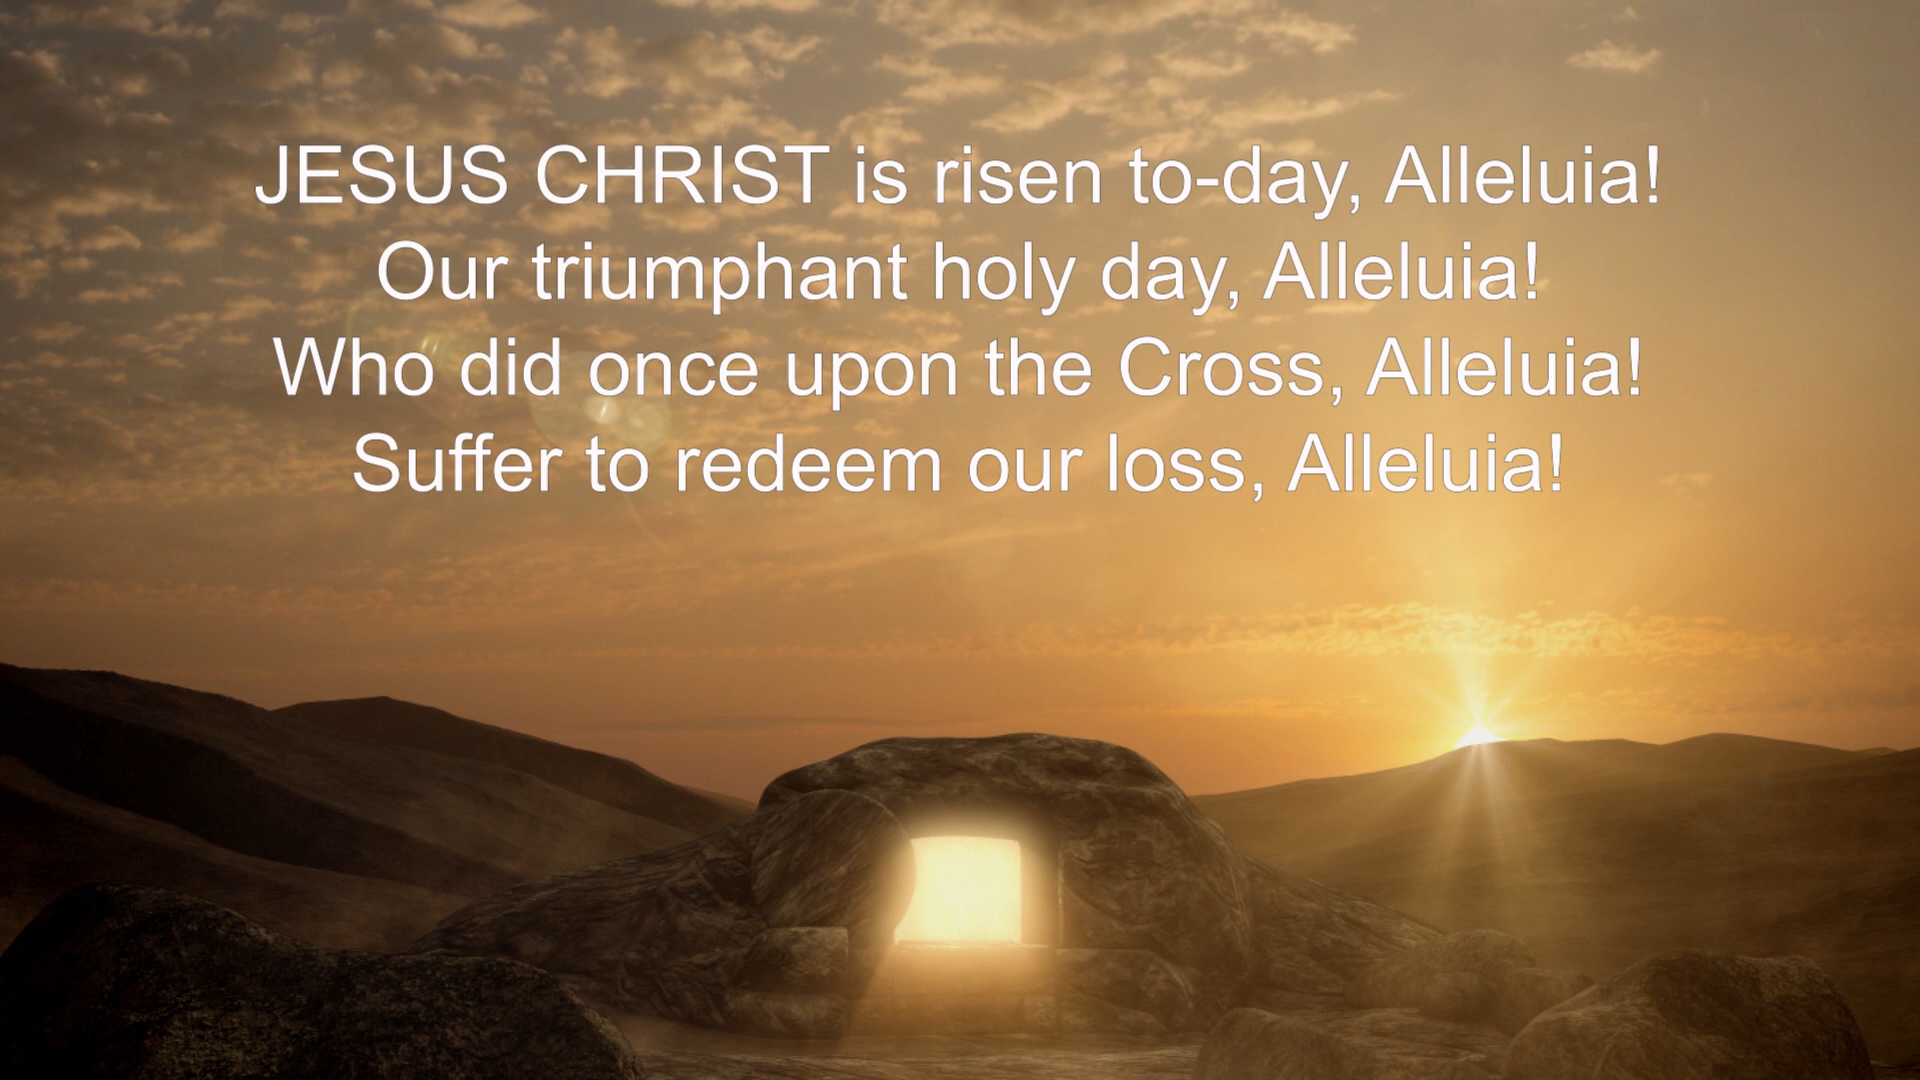 JESUS CHRIST is risen to-day, Alleluia!
Our triumphant holy day, Alleluia!
Who did once upon the Cross, Alleluia!
Suffer to redeem our loss, Alleluia!